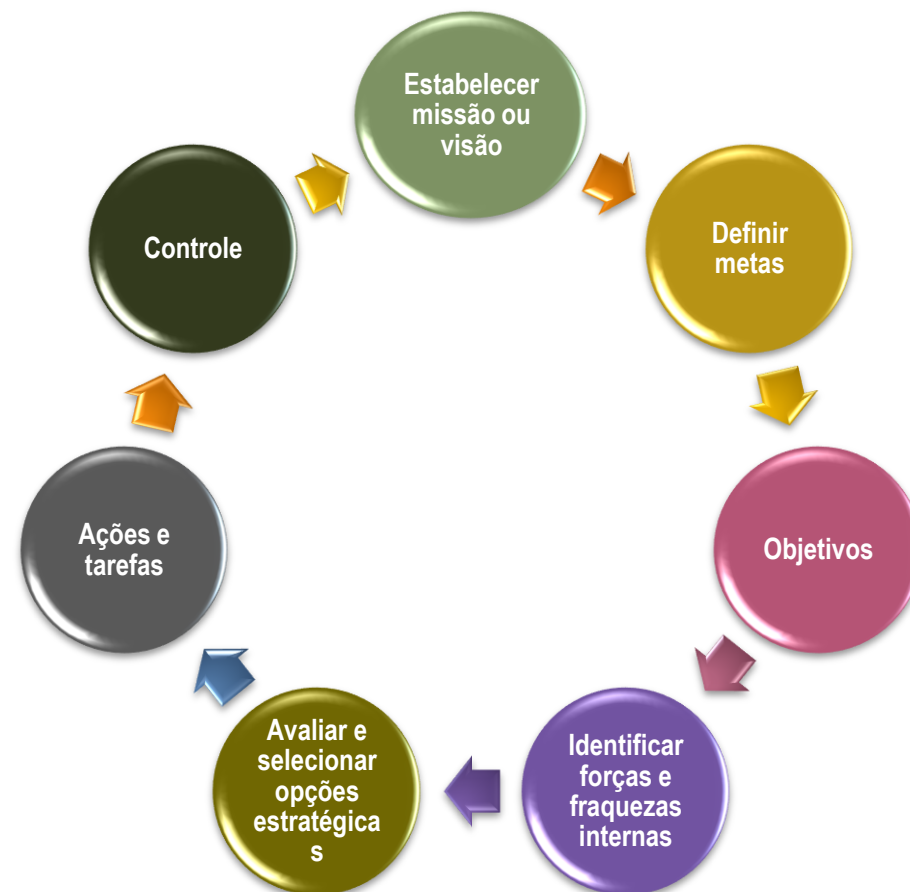 Estabelecer
missão ou
visão
Definir
metas
Objetivos
Identificar
forças e
fraquezas
internas
Avaliar e
selecionar
opções
estratégica
s
Ações e
tarefas
Controle